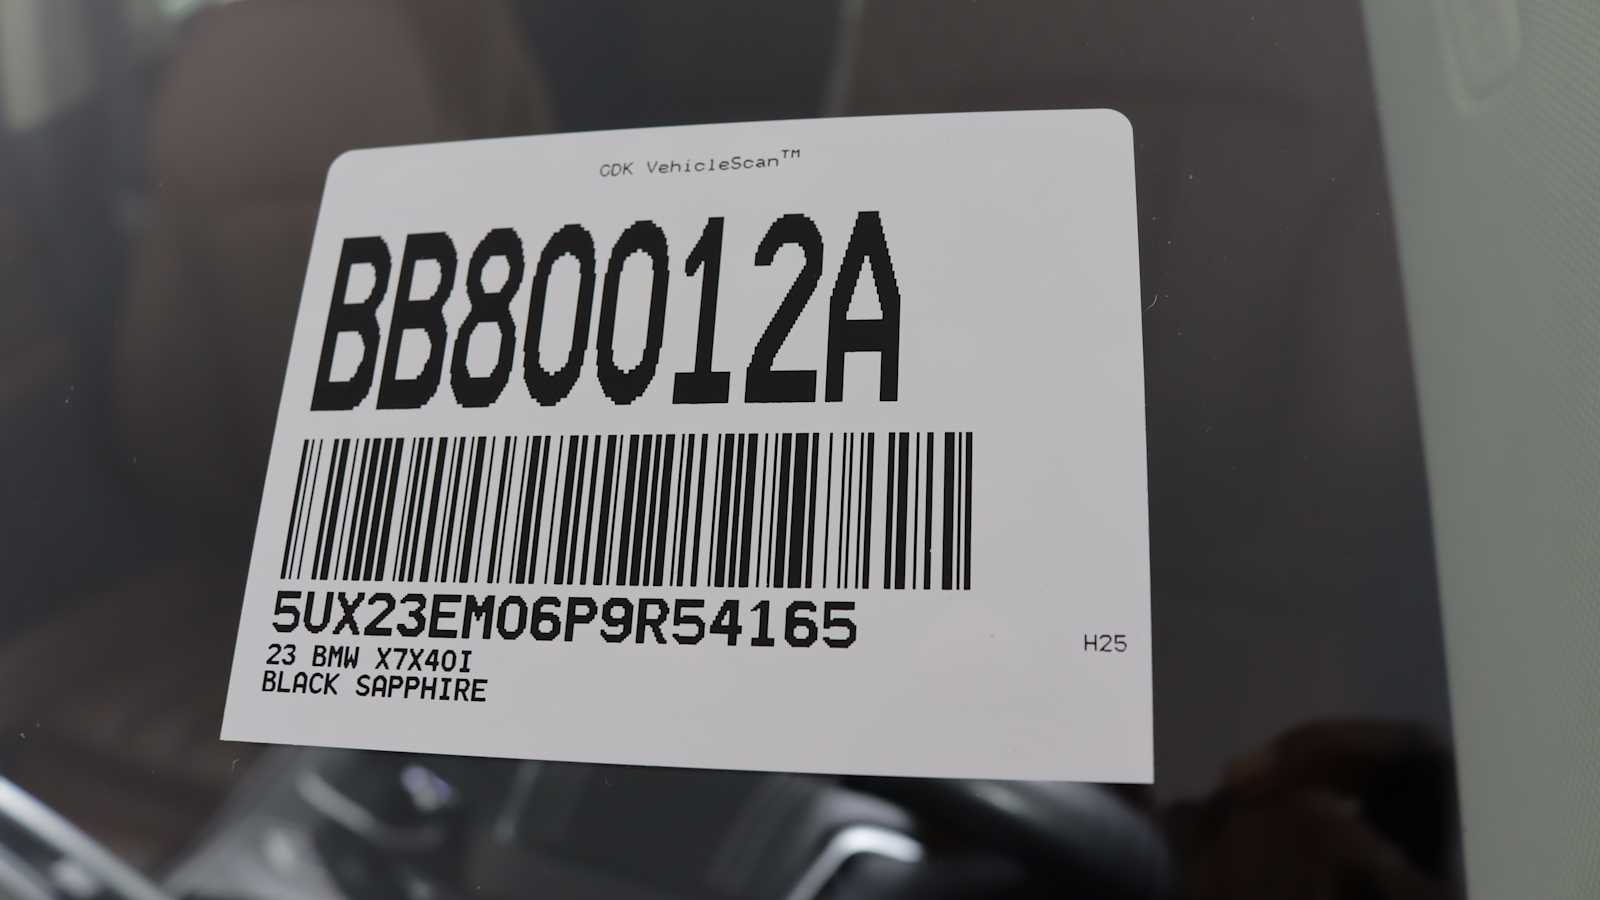 CDK VehicleScan™
BB80012A
5UX23EM06P9R54165
23 BMW X7X40I
BLACK SAPPHIRE
H25